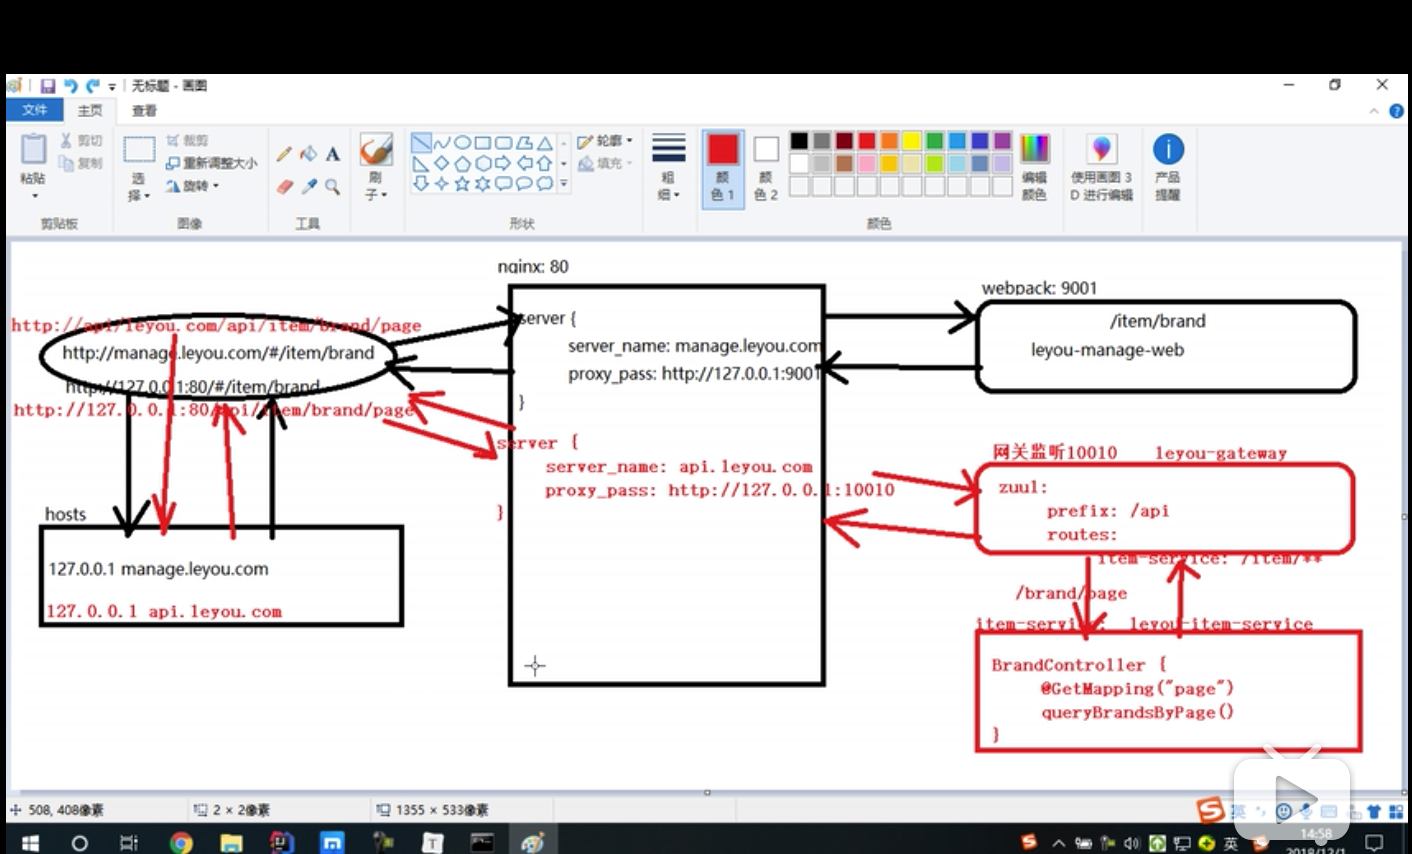 无标题 - 画图
文件
主页
查看
粘贴
剪切
复制
剪贴板
选择
裁剪
重新调整大小
旋转
图像
A
工具
刷子
形状
轮廓
填充
粗细
颜色 1
颜色 2
颜色
编辑颜色
使用画图 3D 进行编辑
产品提醒
nginx: 80
server {
server_name: manage.leyou.com
proxy_pass: http://127.0.0.1:9001
}
server {
server_name: api.leyou.com
proxy_pass: http://127.0.0.1:10010
}
http://api/leyou.com/api/item/brand/page
http://manage.leyou.com/#/item/brand
http://127.0.0.1:80/#/item/brand
http://127.0.0.1:80/api/item/brand/page
hosts
127.0.0.1 manage.leyou.com
127.0.0.1 api.leyou.com
webpack: 9001
/item/brand
leyou-manage-web
网关监听10010 leyou-gateway
zuul:
prefix: /api
routes:
item-service: /item/**
/brand/page
item-service: leyou-item-service
BrandController {
@GetMapping("page")
queryBrandsByPage()
}
508, 408像素
2 × 2像素
1355 × 533像素
英
英
14:58